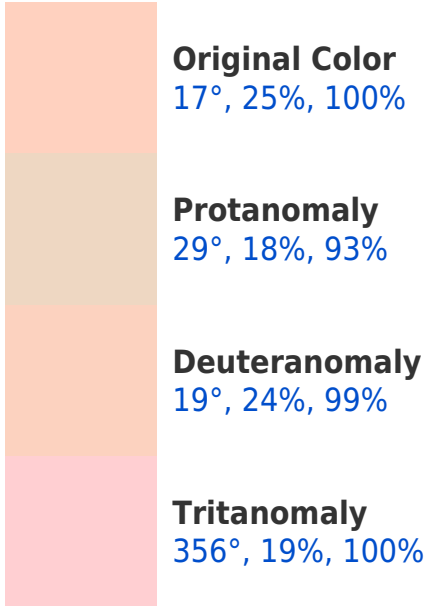 Original Color
17°, 25%, 100%
Protanomaly
29°, 18%, 93%
Deuteranomaly
19°, 24%, 99%
Tritanomaly
356°, 19%, 100%